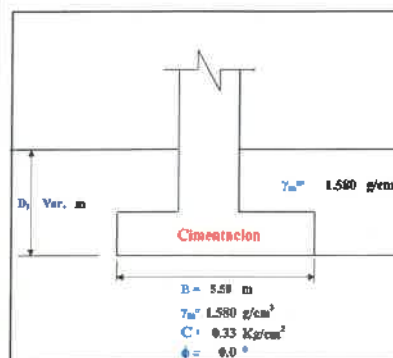 γm= 1.580 g/cm
Df Var. m
Cimentacion
B = 5.50 m
γm= 1.580 g/cm³
C = 0.33 Kg/cm²
ϕ = 0.0 °